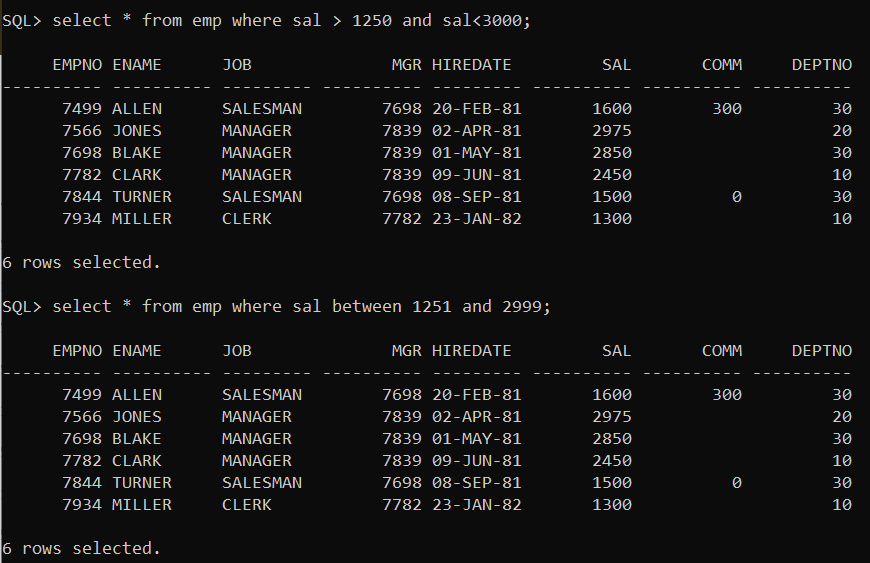 SQL> select * from emp where sal > 1250 and sal<3000;
EMPNO ENAME JOB MGR HIREDATE SAL COMM DEPTNO
---------- ---------- --------- ---------- --------- ---------- ---------- ----------
7499 ALLEN SALESMAN 7698 20-FEB-81 1600 300 30
7566 JONES MANAGER 7839 02-APR-81 2975 20
7698 BLAKE MANAGER 7839 01-MAY-81 2850 30
7782 CLARK MANAGER 7839 09-JUN-81 2450 10
7844 TURNER SALESMAN 7698 08-SEP-81 1500 0 30
7934 MILLER CLERK 7782 23-JAN-82 1300 10
6 rows selected.
SQL> select * from emp where sal between 1251 and 2999;
EMPNO ENAME JOB MGR HIREDATE SAL COMM DEPTNO
---------- ---------- --------- ---------- --------- ---------- ---------- ----------
7499 ALLEN SALESMAN 7698 20-FEB-81 1600 300 30
7566 JONES MANAGER 7839 02-APR-81 2975 20
7698 BLAKE MANAGER 7839 01-MAY-81 2850 30
7782 CLARK MANAGER 7839 09-JUN-81 2450 10
7844 TURNER SALESMAN 7698 08-SEP-81 1500 0 30
7934 MILLER CLERK 7782 23-JAN-82 1300 10
6 rows selected.